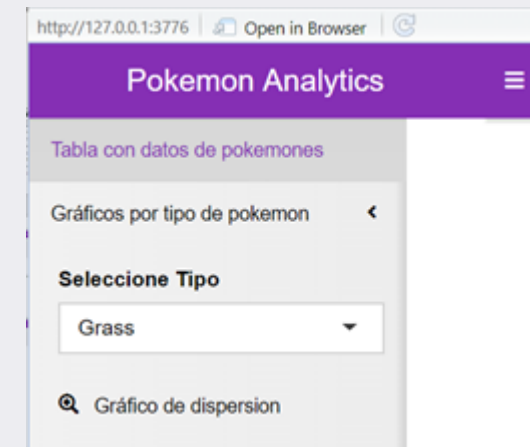 http://127.0.0.1:3776 Open in Browser
Pokemon Analytics
Tabla con datos de pokemones
Gráficos por tipo de pokemon
Seleccione Tipo
Grass
Gráfico de dispersion